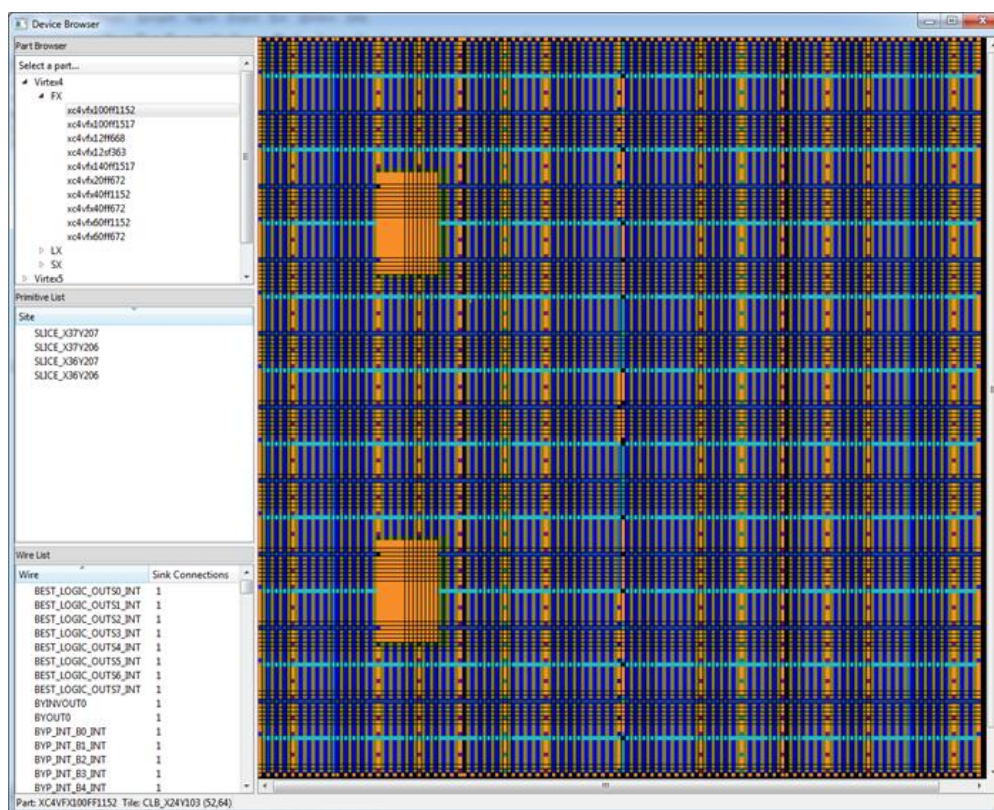 Device Browser
Part Browser
Select a part...
Virtex4
FX
xc4vfx100ff1152
xc4vfx100ff1517
xc4vfx12ff668
xc4vfx12sf363
xc4vfx140ff1517
xc4vfx20ff672
xc4vfx40ff1152
xc4vfx40ff672
xc4vfx60ff1152
xc4vfx60ff672
LX
SX
Virtex5
Primitive List
Site
SLICE_X37Y207
SLICE_X37Y206
SLICE_X36Y207
SLICE_X36Y206
Wire List
Wire Sink Connections
BEST_LOGIC_OUTS0_INT 1
BEST_LOGIC_OUTS1_INT 1
BEST_LOGIC_OUTS2_INT 1
BEST_LOGIC_OUTS3_INT 1
BEST_LOGIC_OUTS4_INT 1
BEST_LOGIC_OUTS5_INT 1
BEST_LOGIC_OUTS6_INT 1
BEST_LOGIC_OUTS7_INT 1
BYINVOUT0 1
BYOUT0 1
BYP_INT_B0_INT 1
BYP_INT_B1_INT 1
BYP_INT_B2_INT 1
BYP_INT_B3_INT 1
BYP_INT_B4_INT 1
Part: XC4VFX100FF1152 Tile: CLB_X24Y103 (52,64)